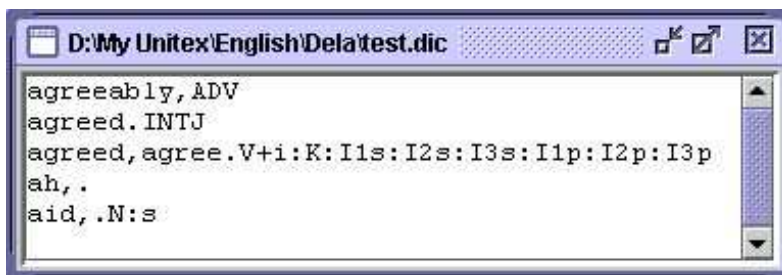 D:\My Unitex\English\Dela\test.dic
agreeably,ADV
agreed.INTJ
agreed,agree.V+i:K:I1s:I2s:I3s:I1p:I2p:I3p
ah,.
aid,.N:s